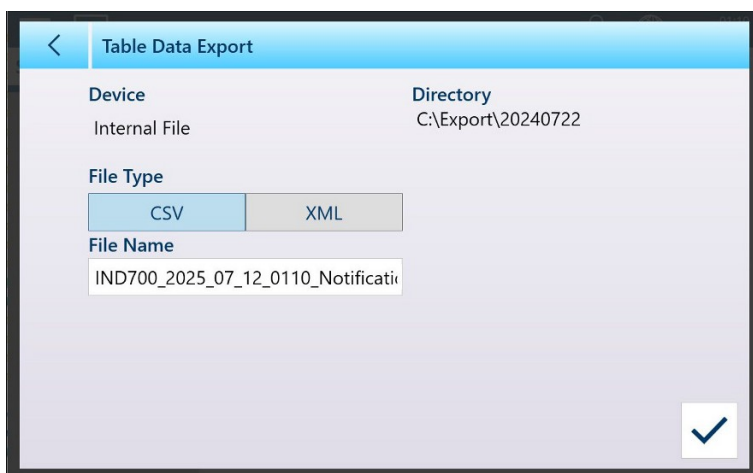 Table Data Export
Device
Internal File
Directory
C:\Export\20240722
File Type
CSV
XML
File Name
IND700_2025_07_12_0110_Notificati